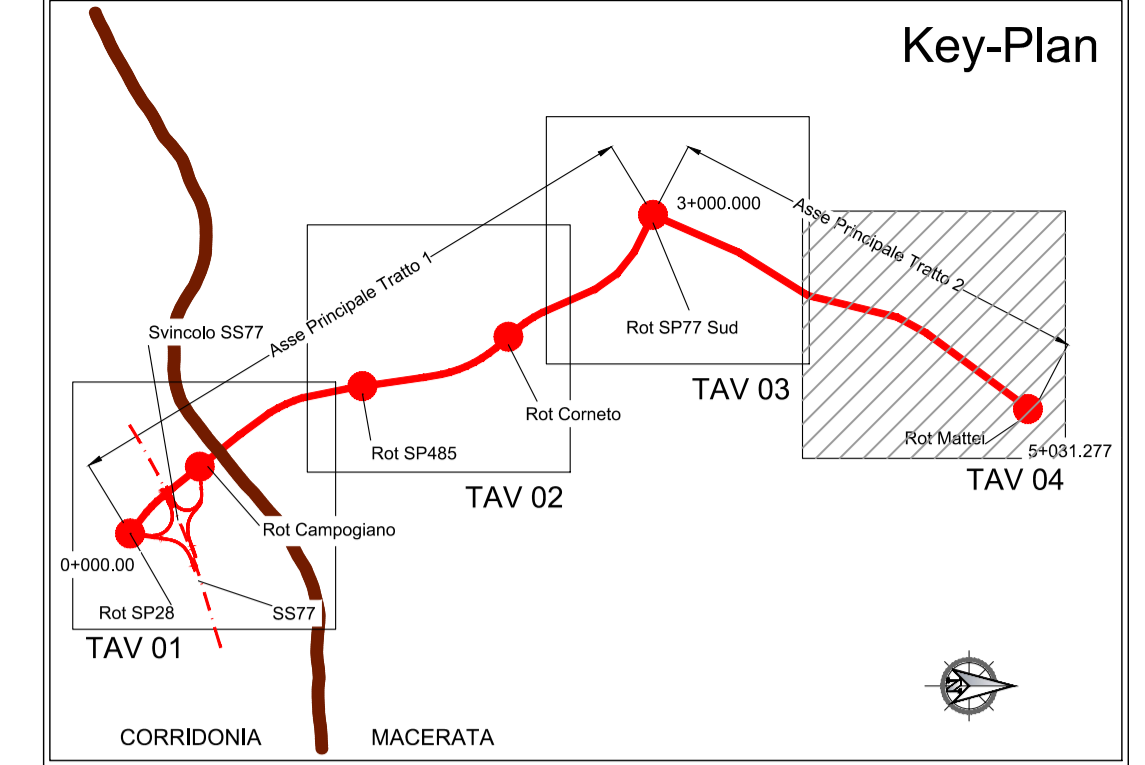 Key-Plan
3+000.000
Asse Principale Tratto 2
Asse Principale Tratto 1
Svincolo SS77
Rot SP77 Sud
TAV 03
Rot Corneto
Rot SP485
Rot Mattei
5+031.277
TAV 04
TAV 02
Rot Campogiano
0+000.00
Rot SP28
SS77
TAV 01
N
CORRIDONIA
MACERATA